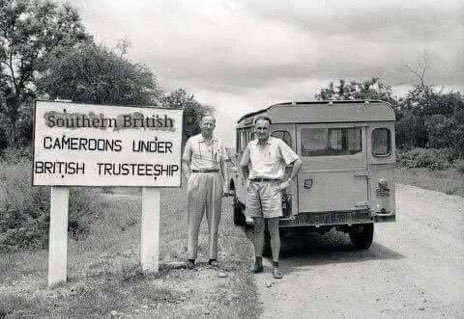 Southern British
CAMEROONS UNDER
BRITISH TRUSTEESHIP